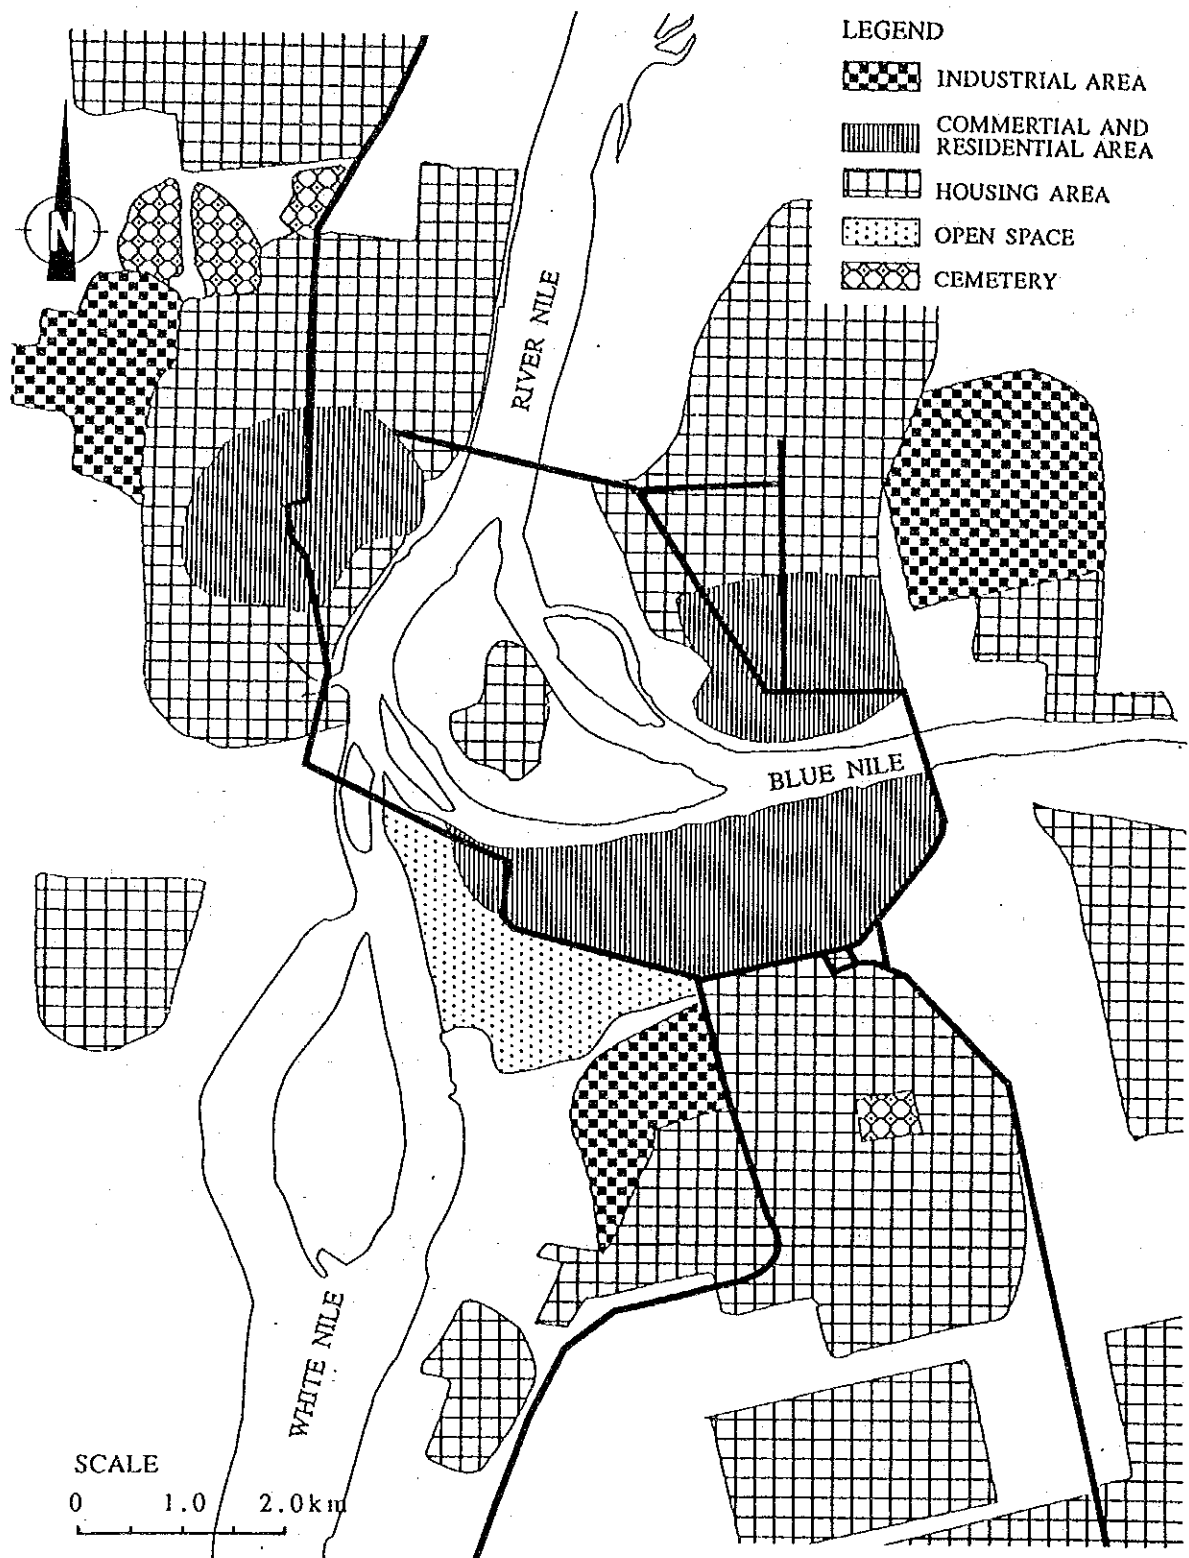 LEGEND
INDUSTRIAL AREA
COMMERTIAL AND
RESIDENTIAL AREA
HOUSING AREA
OPEN SPACE
CEMETERY
N
RIVER NILE
BLUE NILE
WHITE NILE
SCALE
0 1.0 2.0km